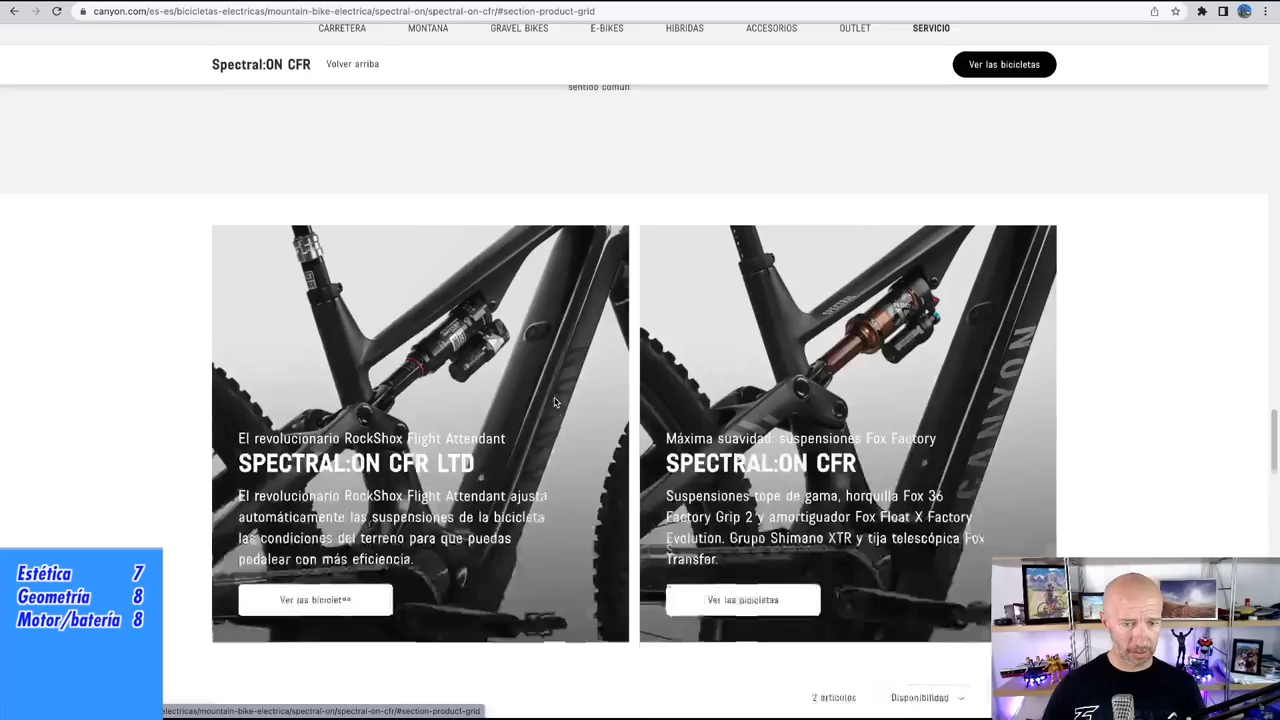 canyon.com/es-es/bicicletas-electricas/mountain-bike-electrica/spectral-on/spectral-on-cfr/#section-product-grid
CARRETERA MONTAÑA GRAVEL BIKES E-BIKES HÍBRIDAS ACCESORIOS OUTLET SERVICIO
Spectral:ON CFR Volver arriba Ver las bicicletas
sentido común.
El revolucionario RockShox Flight Attendant
SPECTRAL:ON CFR LTD
El revolucionario RockShox Flight Attendant ajusta
automáticamente las suspensiones de la bicicleta
las condiciones del terreno para que puedas
pedalear con más eficiencia.
Ver las bicicletas
SPECTRAL
CANYON
Máxima suavidad: suspensiones Fox Factory
SPECTRAL:ON CFR
Suspensiones tope de gama, horquilla Fox 36
Factory Grip 2 y amortiguador Fox Float X Factory
Evolution. Grupo Shimano XTR y tija telescópica Fox
Transfer.
Ver las bicicletas
Estética 7
Geometría 8
Motor/batería 8
2 artículos Disponibilidad
electricas/mountain-bike-electrica/spectral-on/spectral-on-cfr/#section-product-grid